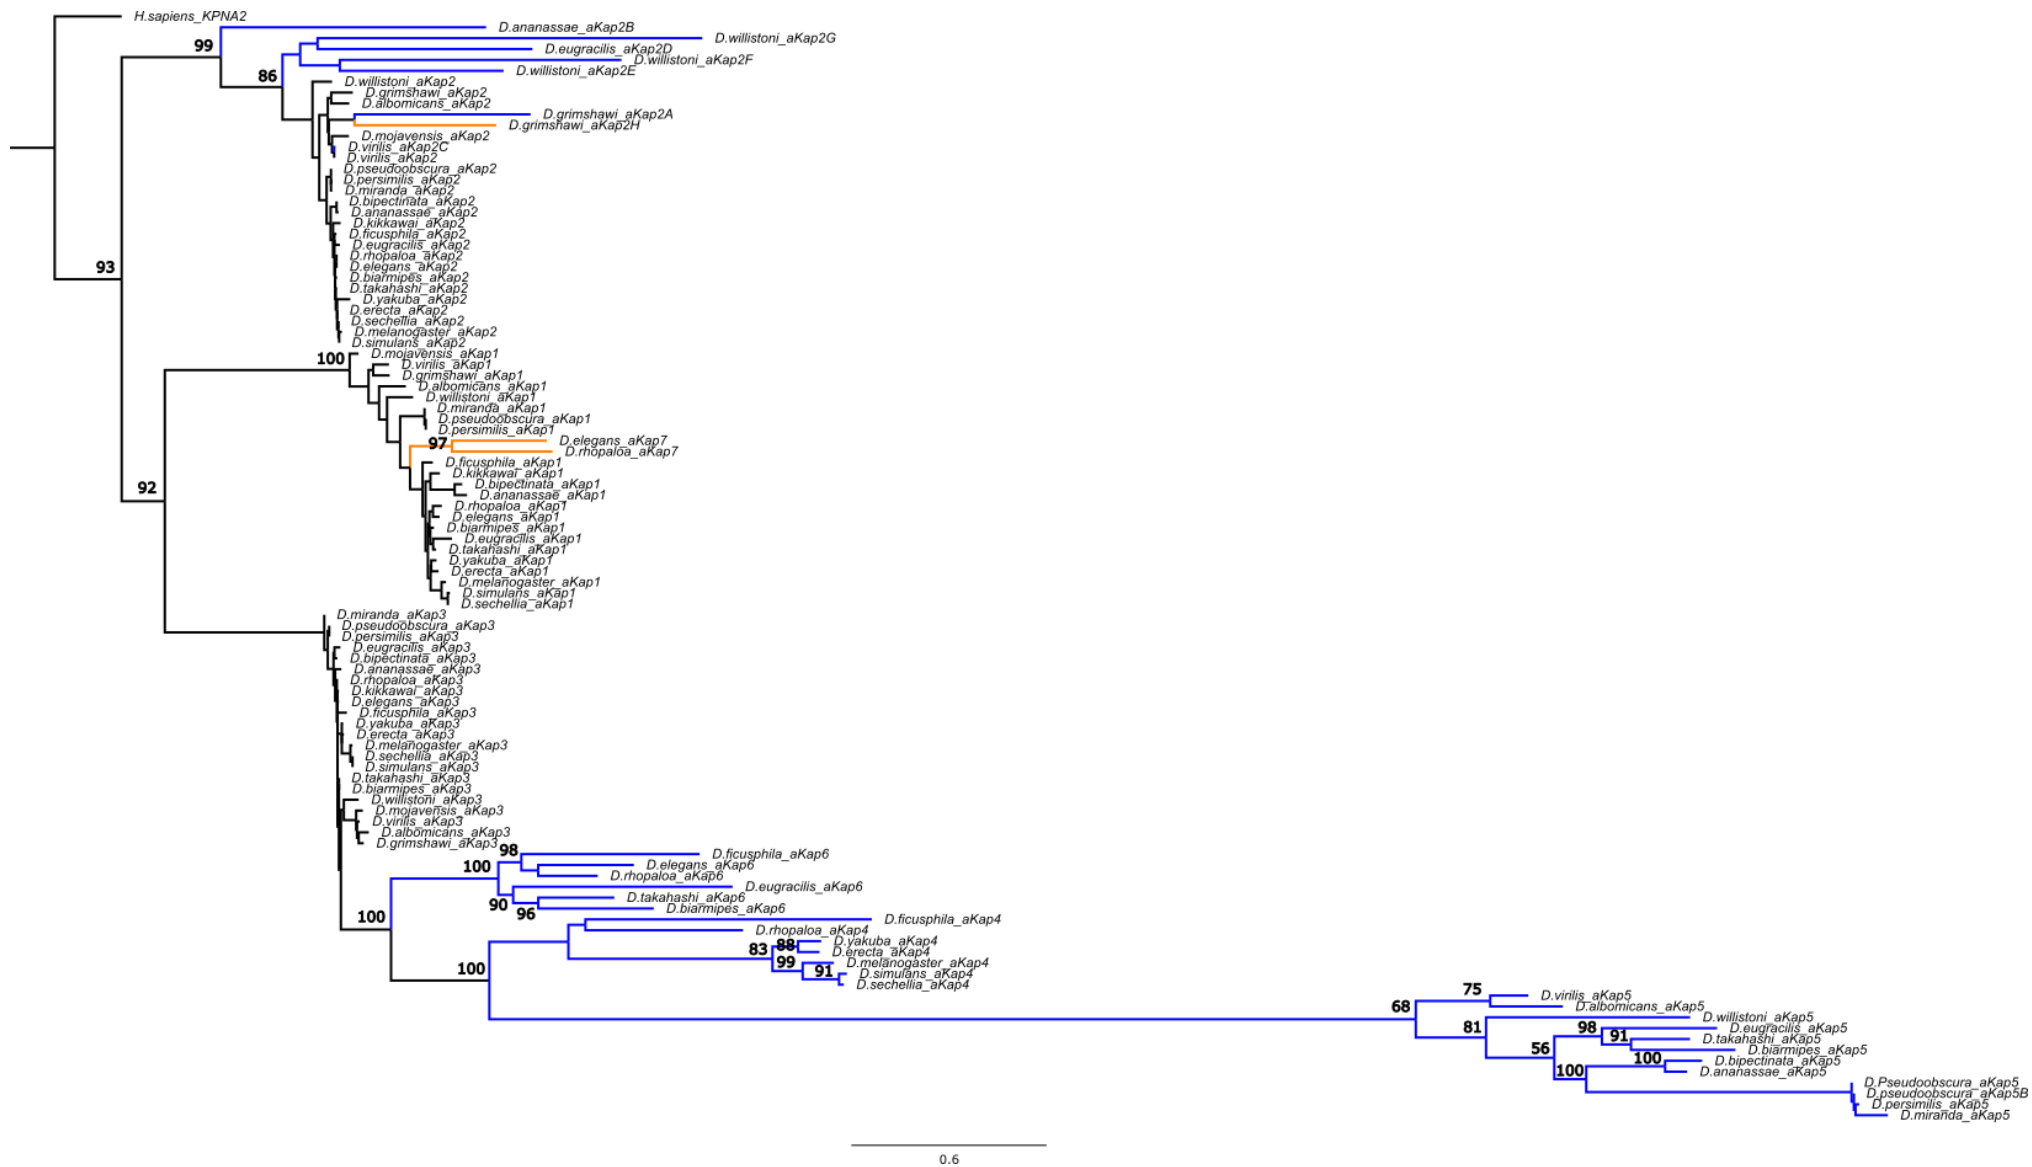 H.sapiens_KPNA2
D.ananassae_aKap2B
D.willistoni_aKap2G
99
D.eugracilis_aKap2D
D.willistoni_aKap2F
D.willistoni_aKap2E
86
D.willistoni_aKap2
D.grimshawi_aKap2
D.albomicans_aKap2
D.grimshawi_aKap2A
D.grimshawi_aKap2H
D.mojavensis_aKap2
D.virilis_aKap2C
D.virilis_aKap2
D.pseudoobscura_aKap2
D.persimilis_aKap2
D.miranda_aKap2
D.bipectinata_aKap2
D.ananassae_aKap2
D.kikkawai_aKap2
D.ficusphila_aKap2
D.eugracilis_aKap2
D.rhopaloa_aKap2
D.elegans_aKap2
93
D.biarmipes_aKap2
D.takahashi_aKap2
D.yakuba_aKap2
D.erecta_aKap2
D.sechellia_aKap2
D.melanogaster_aKap2
D.simulans_aKap2
D.mojavensis_aKap1
100
D.virilis_aKap1
D.grimshawi_aKap1
D.albomicans_aKap1
D.willistoni_aKap1
D.miranda_aKap1
D.pseudoobscura_aKap1
D.persimilis_aKap1
97
D.elegans_aKap7
D.rhopaloa_aKap7
D.ficusphila_aKap1
D.kikkawai_aKap1
D.bipectinata_aKap1
92
D.ananassae_aKap1
D.rhopaloa_aKap1
D.elegans_aKap1
D.biarmipes_aKap1
D.eugracilis_aKap1
D.takahashi_aKap1
D.yakuba_aKap1
D.erecta_aKap1
D.melanogaster_aKap1
D.simulans_aKap1
D.sechellia_aKap1
D.miranda_aKap3
D.pseudoobscura_aKap3
D.persimilis_aKap3
D.eugracilis_aKap3
D.bipectinata_aKap3
D.ananassae_aKap3
D.rhopaloa_aKap3
D.kikkawai_aKap3
D.elegans_aKap3
D.ficusphila_aKap3
D.yakuba_aKap3
D.erecta_aKap3
D.melanogaster_aKap3
D.sechellia_aKap3
D.simulans_aKap3
D.takahashi_aKap3
D.biarmipes_aKap3
D.willistoni_aKap3
D.mojavensis_aKap3
D.virilis_aKap3
D.albomicans_aKap3
D.grimshawi_aKap3
98
D.ficusphila_aKap6
100
D.elegans_aKap6
D.rhopaloa_aKap6
D.eugracilis_aKap6
D.takahashi_aKap6
90
96
D.biarmipes_aKap6
100
D.ficusphila_aKap4
D.rhopaloa_aKap4
88
D.yakuba_aKap4
83
D.erecta_aKap4
99
D.melanogaster_aKap4
100
91
D.simulans_aKap4
D.sechellia_aKap4
75
D.virilis_aKap5
68
D.albomicans_aKap5
D.willistoni_aKap5
81
98
D.eugracilis_aKap5
91
D.takahashi_aKap5
56
D.biarmipes_aKap5
100
D.bipectinata_aKap5
100
D.ananassae_aKap5
D.Pseudoobscura_aKap5
D.pseudoobscura_aKap5B
D.persimilis_aKap5
D.miranda_aKap5
0.6